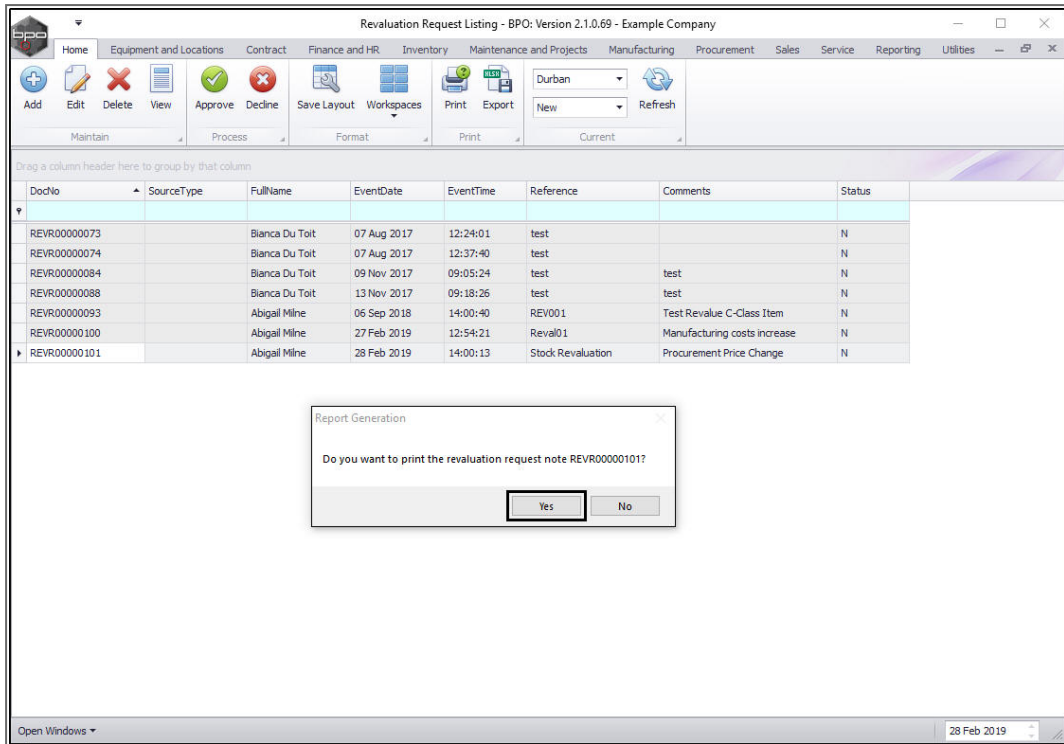 bpo
Revaluation Request Listing - BPO: Version 2.1.0.69 - Example Company
Home Equipment and Locations Contract Finance and HR Inventory Maintenance and Projects Manufacturing Procurement Sales Service Reporting Utilities
Add Edit Delete View Approve Decline Save Layout Workspaces Print Export Durban New Refresh
Maintain Process Format Print Current
Drag a column header here to group by that column
DocNo SourceType FullName EventDate EventTime Reference Comments Status
REVR00000073 Bianca Du Toit 07 Aug 2017 12:24:01 test N
REVR00000074 Bianca Du Toit 07 Aug 2017 12:37:40 test N
REVR00000084 Bianca Du Toit 09 Nov 2017 09:05:24 test test N
REVR00000088 Bianca Du Toit 13 Nov 2017 09:18:26 test test N
REVR00000093 Abigail Milne 06 Sep 2018 14:00:40 REV001 Test Revalue C-Class Item N
REVR00000100 Abigail Milne 27 Feb 2019 12:54:21 Reval01 Manufacturing costs increase N
REVR00000101 Abigail Milne 28 Feb 2019 14:00:13 Stock Revaluation Procurement Price Change N
Report Generation
Do you want to print the revaluation request note REVR00000101?
Yes No
Open Windows 28 Feb 2019